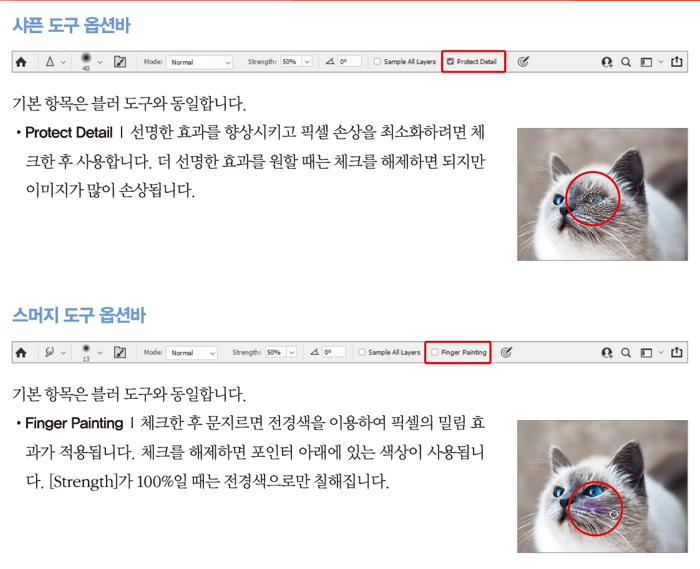 샤픈 도구 옵션바
40 Mode: Normal Strength: 50% 0° Sample All Layers Protect Detail
기본 항목은 블러 도구와 동일합니다.
• Protect Detail | 선명한 효과를 향상시키고 픽셀 손상을 최소화하려면 체
크한 후 사용합니다. 더 선명한 효과를 원할 때는 체크를 해제하면 되지만
이미지가 많이 손상됩니다.
스머지 도구 옵션바
13 Mode: Normal Strength: 50% 0° Sample All Layers Finger Painting
기본 항목은 블러 도구와 동일합니다.
• Finger Painting | 체크한 후 문지르면 전경색을 이용하여 픽셀의 밀림 효
과가 적용됩니다. 체크를 해제하면 포인터 아래에 있는 색상이 사용됩니
다. [Strength]가 100%일 때는 전경색으로만 칠해집니다.